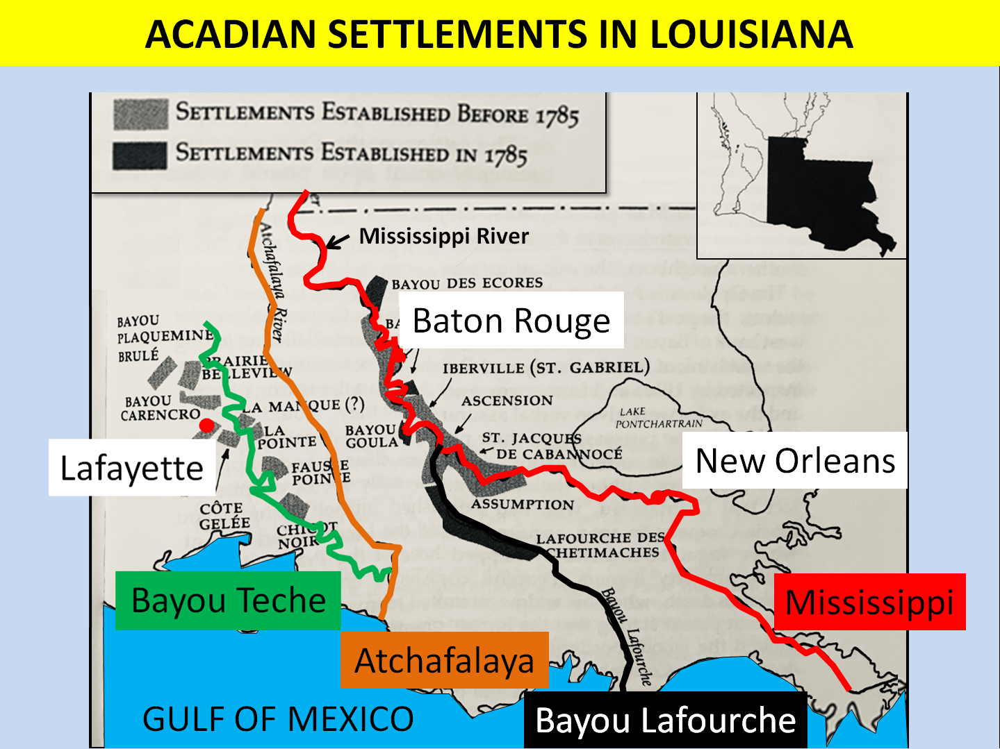 ACADIAN SETTLEMENTS IN LOUISIANA
SETTLEMENTS ESTABLISHED BEFORE 1785
SETTLEMENTS ESTABLISHED IN 1785
Mississippi River
Atchafalaya River
BAYOU DES ECORES
Baton Rouge
BAYOU
PLAQUEMINE
BRULÉ
PRAIRIE
BELLEVIEW
IBERVILLE (ST. GABRIEL)
BAYOU
CARENCRO
LA MANQUE (?)
ASCENSION
LAKE
PONTCHARTRAIN
LA
POINTE
BAYOU
GOULA
ST. JACQUES
DE CABANNOCÉ
Lafayette
New Orleans
FAUSSE
POINTE
ASSUMPTION
CÔTE
GELÉE
CHICOT
NOIR
LAFOURCHE DES
CHETIMACHES
Bayou Teche
Mississippi
Bayou Lafourche
Atchafalaya
GULF OF MEXICO
Bayou Lafourche